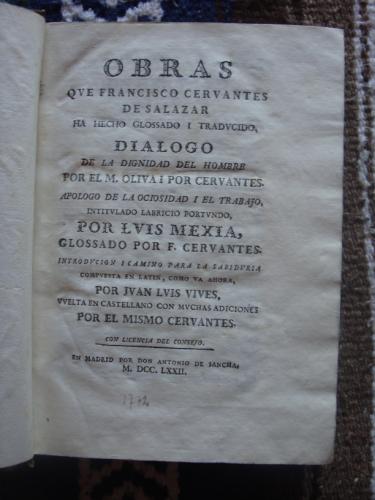 OBRAS
QVE FRANCISCO CERVANTES
DE SALAZAR
HA HECHO GLOSSADO I TRADVCIDO,
DIALOGO
DE LA DIGNIDAD DEL HOMBRE
POR EL M. OLIVA I POR CERVANTES.
APOLOGO DE LA OCIOSIDAD I EL TRABAJO,
INTITVLADO LABRICIO PORTVNDO,
POR LVIS MEXIA,
GLOSSADO POR F. CERVANTES.
INTRODVCION I CAMINO PARA LA SABIDURIA
COMPVESTA EN LATIN, COMO VA AHORA,
POR JVAN LVIS VIVES,
VVELTA EN CASTELLANO CON MVCHAS ADICIONES
POR EL MISMO CERVANTES.
CON LICENCIA DEL CONSEJO.
EN MADRID POR DON ANTONIO DE SANCHA,
M. DCC. LXXII.
1772